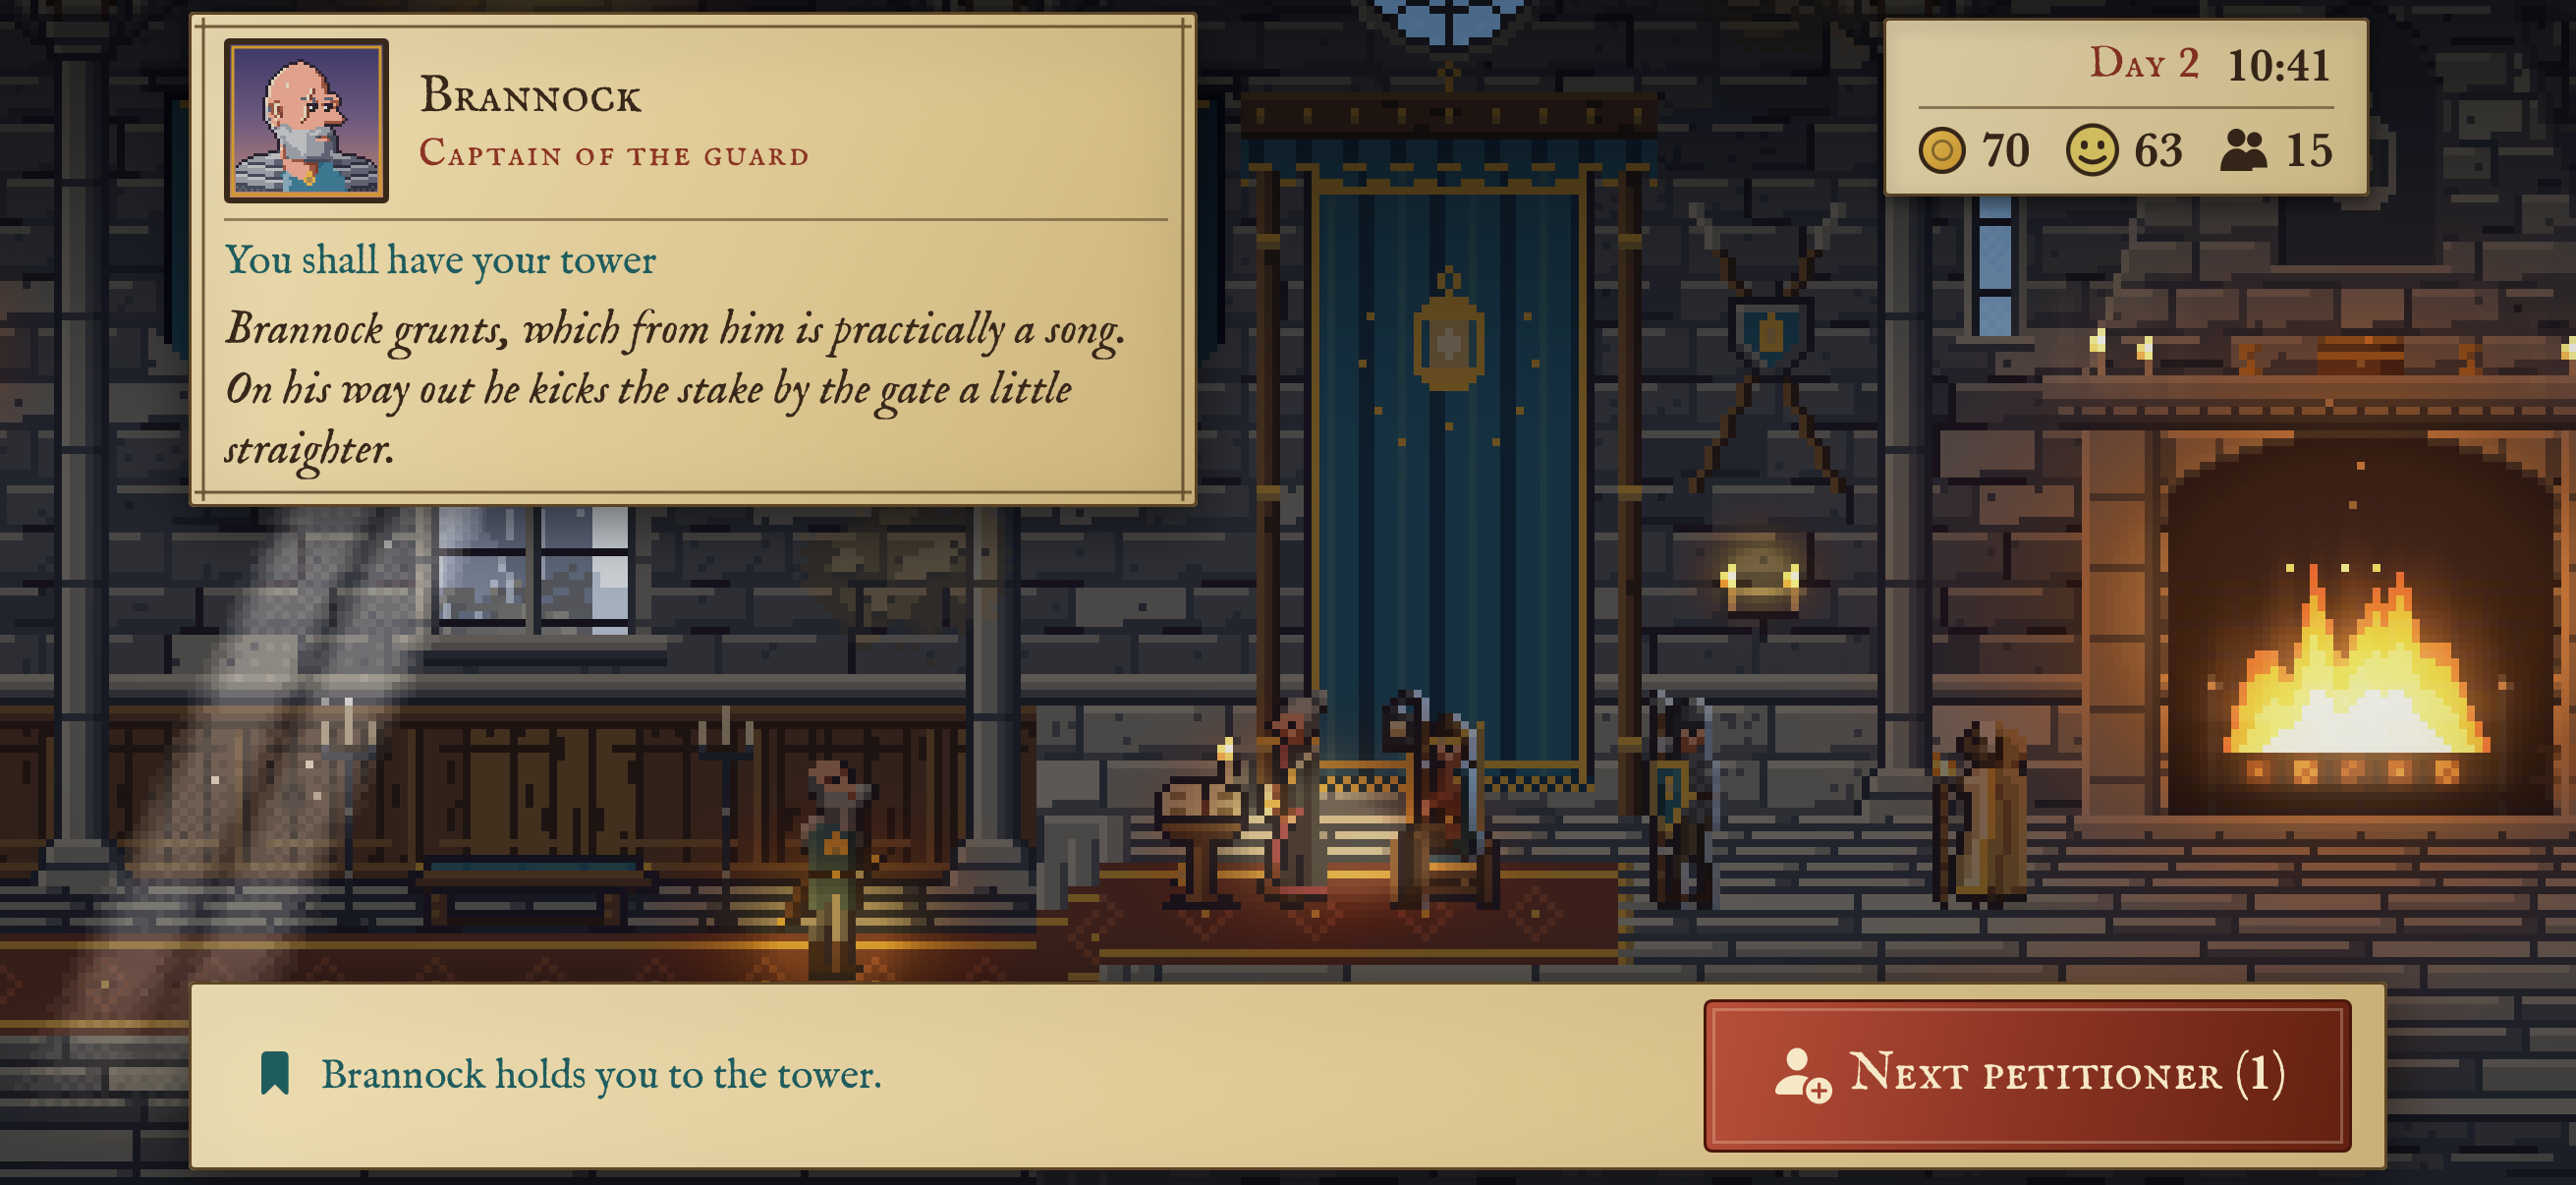 Brannock
Captain of the guard
You shall have your tower
Brannock grunts, which from him is practically a song.
On his way out he kicks the stake by the gate a little
straighter.
Day 2 10:41
70 63 15
Brannock holds you to the tower.
Next petitioner (1)